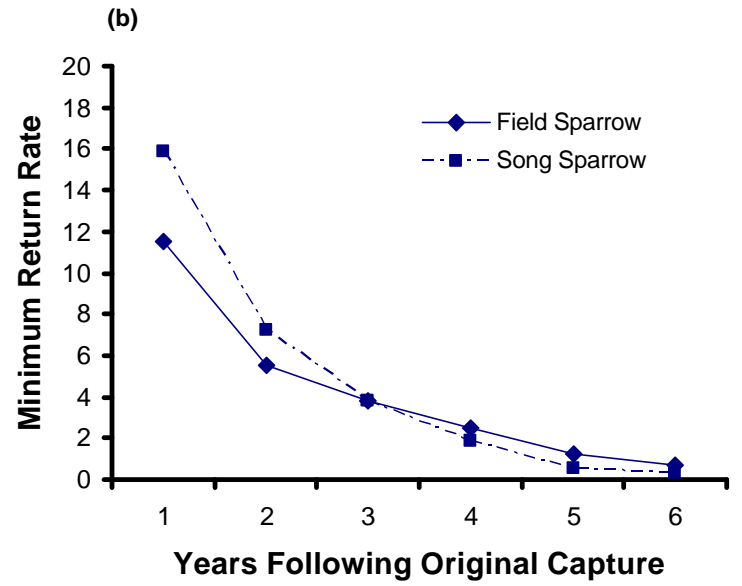 (b)
20
18
16
14
12
10
8
6
4
2
0
Minimum Return Rate
Field Sparrow
Song Sparrow
1 2 3 4 5 6
Years Following Original Capture